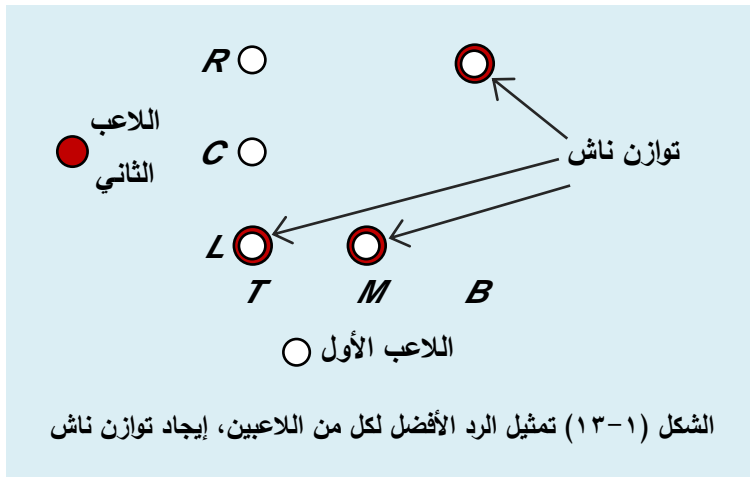 R
اللاعب
الثاني
C
توازن ناش
L
T M B
اللاعب الأول
الشكل (١-١٣) تمثيل الرد الأفضل لكل من اللاعبين، إيجاد توازن ناش